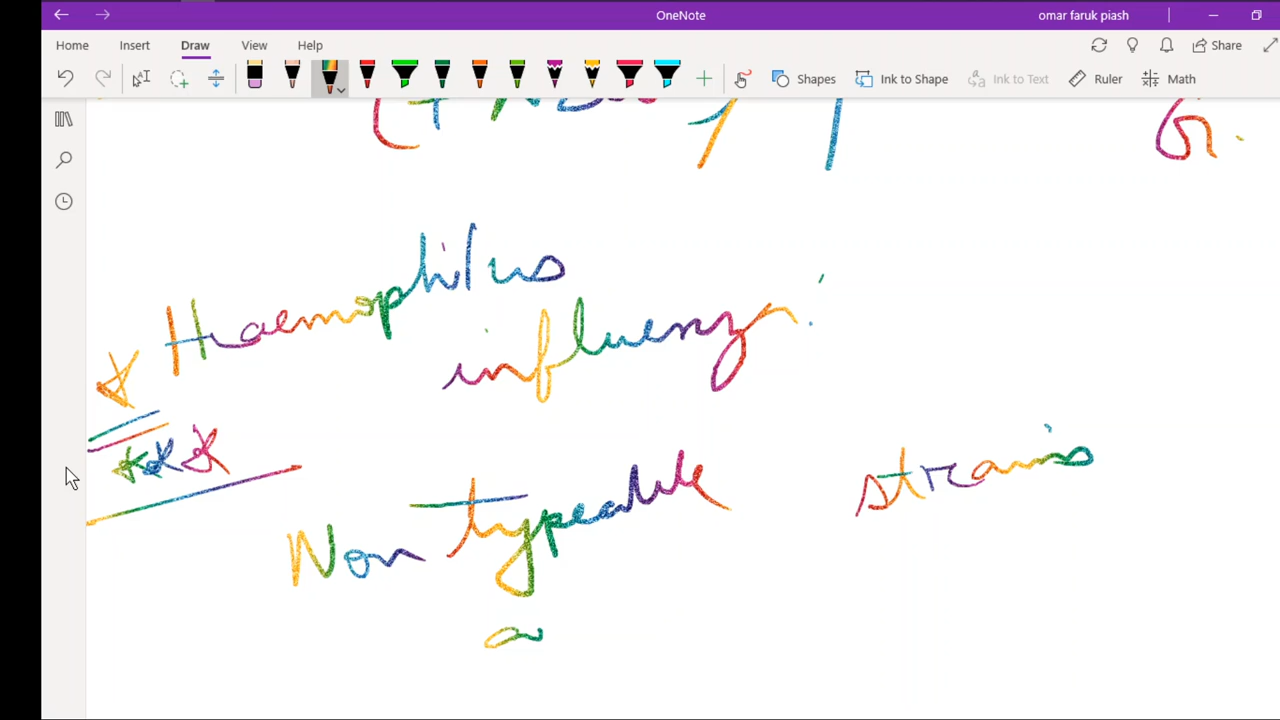 OneNote
omar faruk piash
Home Insert Draw View Help
Share
Shapes Ink to Shape Ink to Text Ruler Math
Haemophilus
influenz
strains
Non typeable